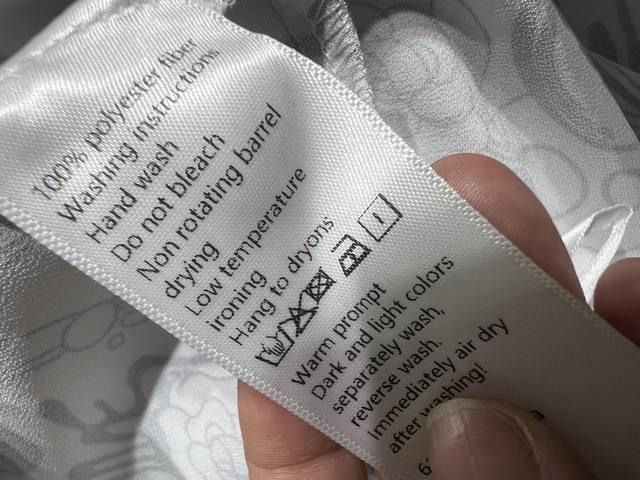 100% polyester fiber
Washing instructions
Hand wash
Do not bleach
Non rotating barrel
drying
Low temperature
ironing
Hang to dryons
Warm prompt
Dark and light colors
separately wash,
reverse wash.
Immediately air dry
after washing!